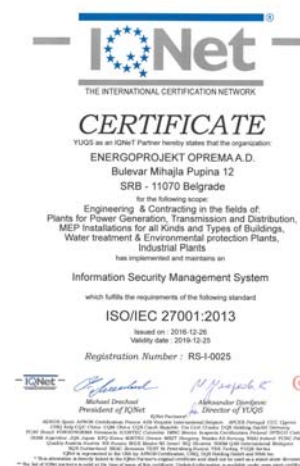 IQNet
®
THE INTERNATIONAL CERTIFICATION NETWORK
CERTIFICATE
YUQS as an IQNeT Partner hereby states that the organization:
ENERGOPROJEKT OPREMA A.D.
Bulevar Mihajla Pupina 12
SRB - 11070 Belgrade
for the following scope:
Engineering & Contracting in the fields of:
Plants for Power Generation, Transmission and Distribution,
MEP Installations for all Kinds and Types of Buildings,
Water treatment & Environmental protection Plants,
Industrial Plants
has implemented and maintains an
Information Security Management System
which fulfills the requirements of the following standard
ISO/IEC 27001:2013
Issued on : 2016-12-26
Validity date : 2019-12-25
Registration Number : RS-I-0025
IQNet
Michael Drechsel
President of IQNet
Aleksandar Djordjevic
Director of YUQS